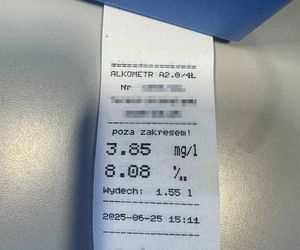 ALKOMETR A2.0/4Ł
Nr
poza zakresem!
3.85 mg/l
8.08 ‰
Wydech: 1.55 l
2025-06-25 15:11